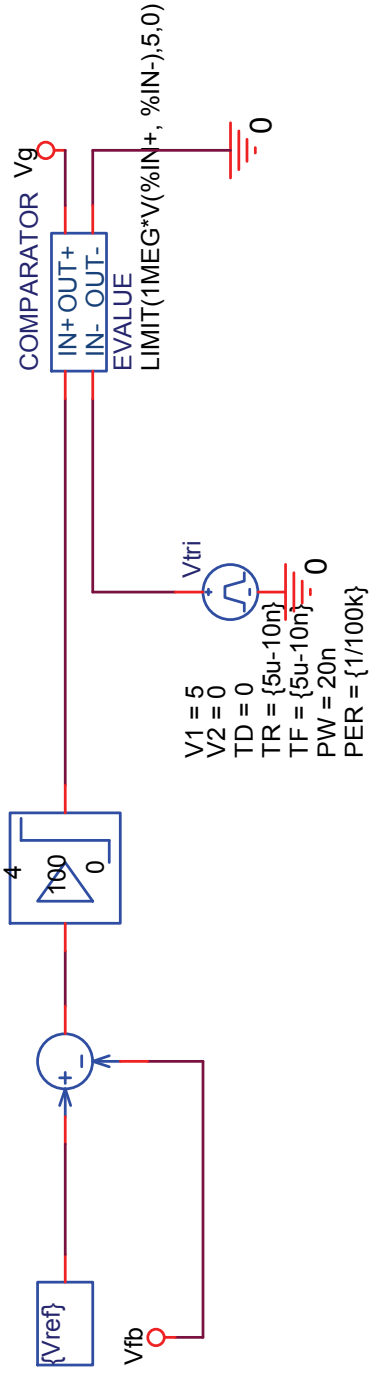 {Vref}
Vfb
+
-
4
100
0
V1 = 5
V2 = 0
TD = 0
TR = {5u-10n}
TF = {5u-10n}
PW = 20n
PER = {1/100k}
Vtri
+
-
0
COMPARATOR
IN+ OUT+
IN- OUT-
EVALUE
LIMIT(1MEG*V(%IN+, %IN-),5,0)
Vg
0